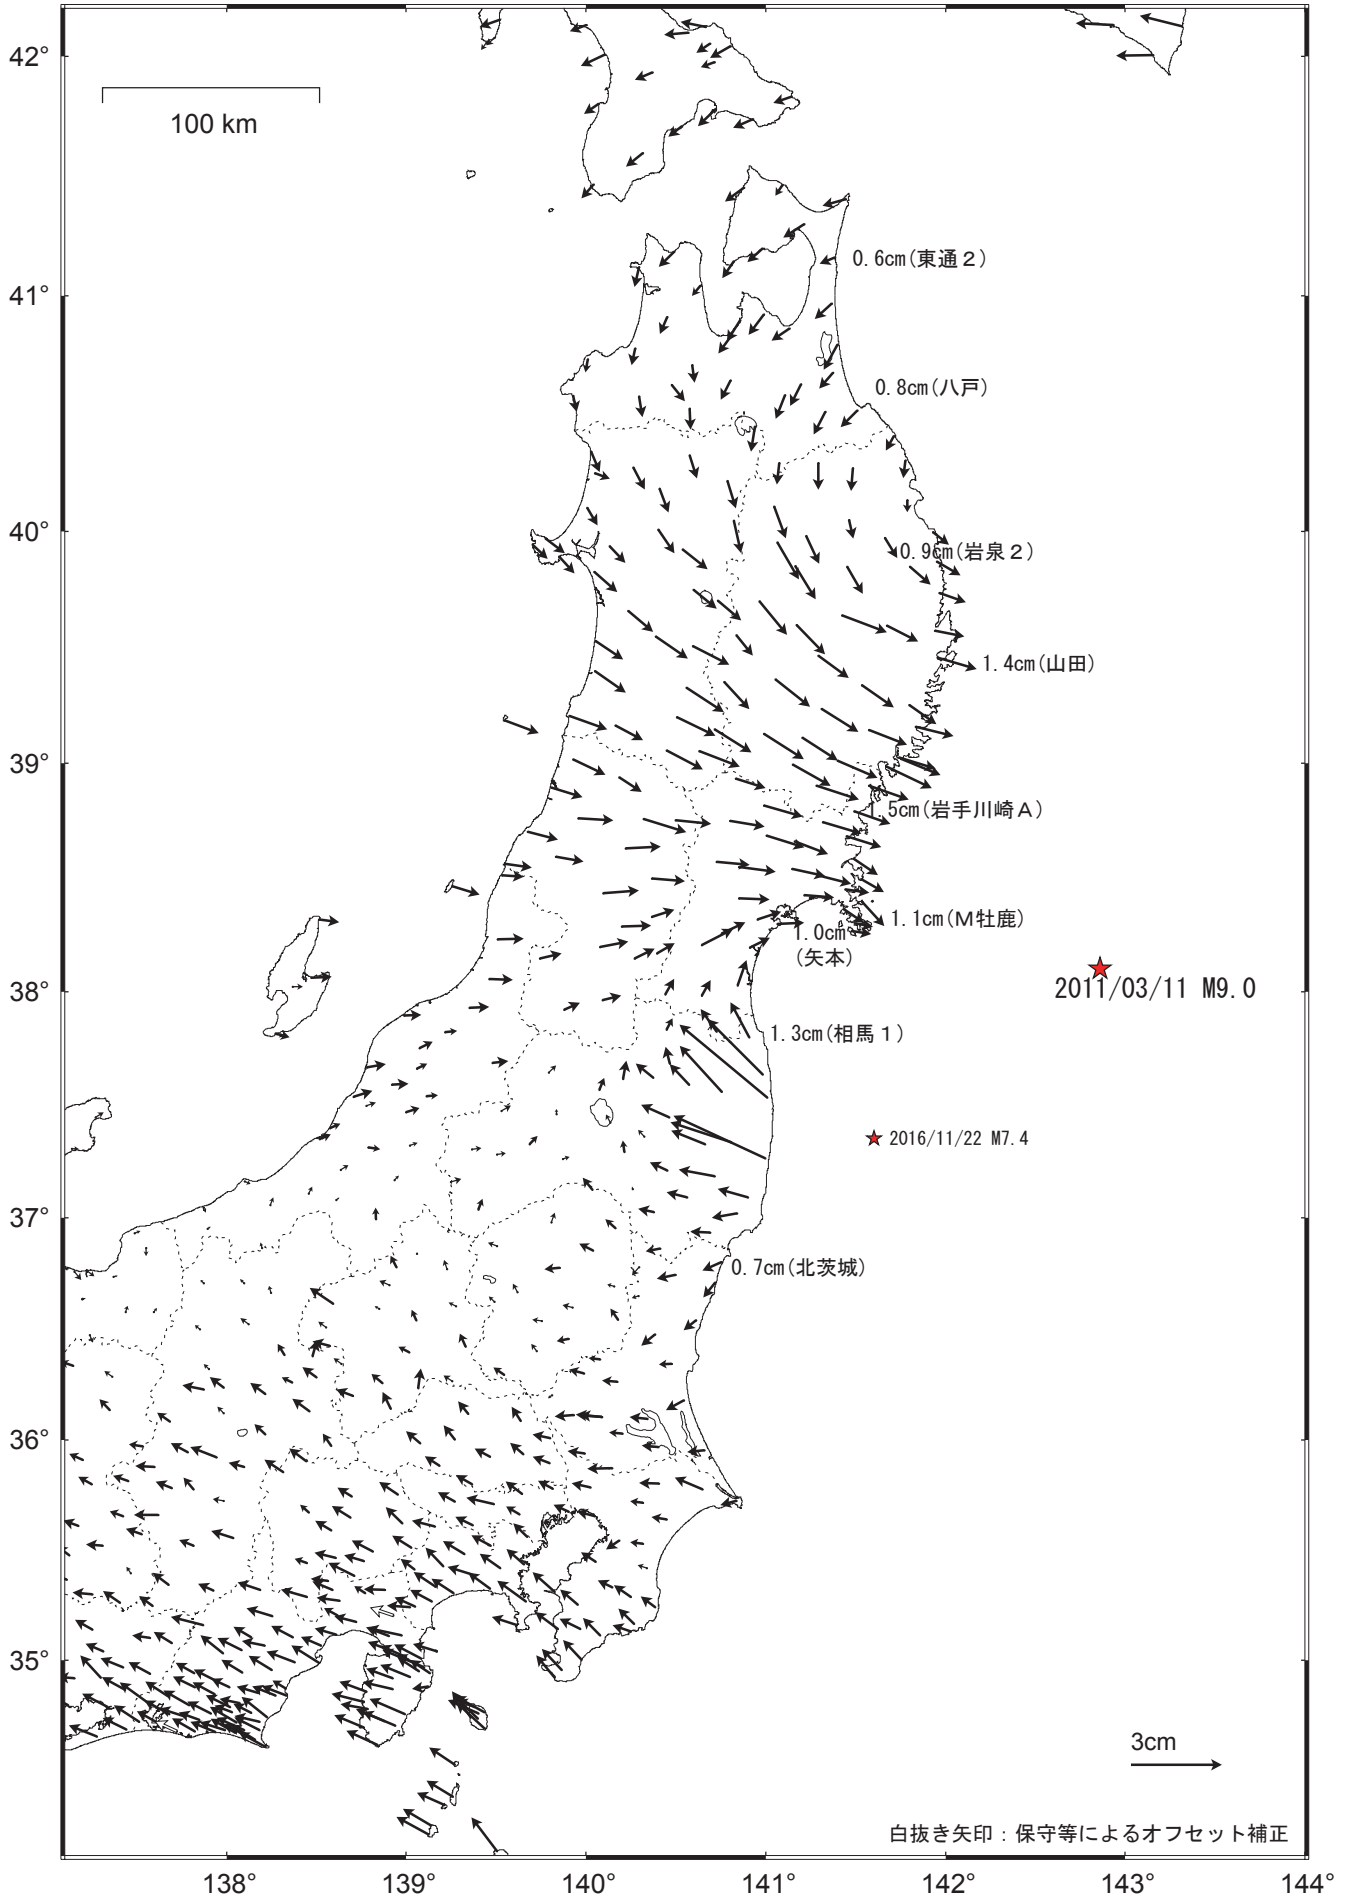 42°
100 km
0.6cm(東通２)
41°
0.8cm(八戸)
40°
0.9cm(岩泉２)
1.4cm(山田)
39°
1.5cm(岩手川崎Ａ)
1.1cm(Ｍ牡鹿)
1.0cm
(矢本)
38°
2011/03/11 M9.0
1.3cm(相馬１)
2016/11/22 M7.4
37°
0.7cm(北茨城)
36°
35°
3cm
白抜き矢印：保守等によるオフセット補正
138° 139° 140° 141° 142° 143° 144°